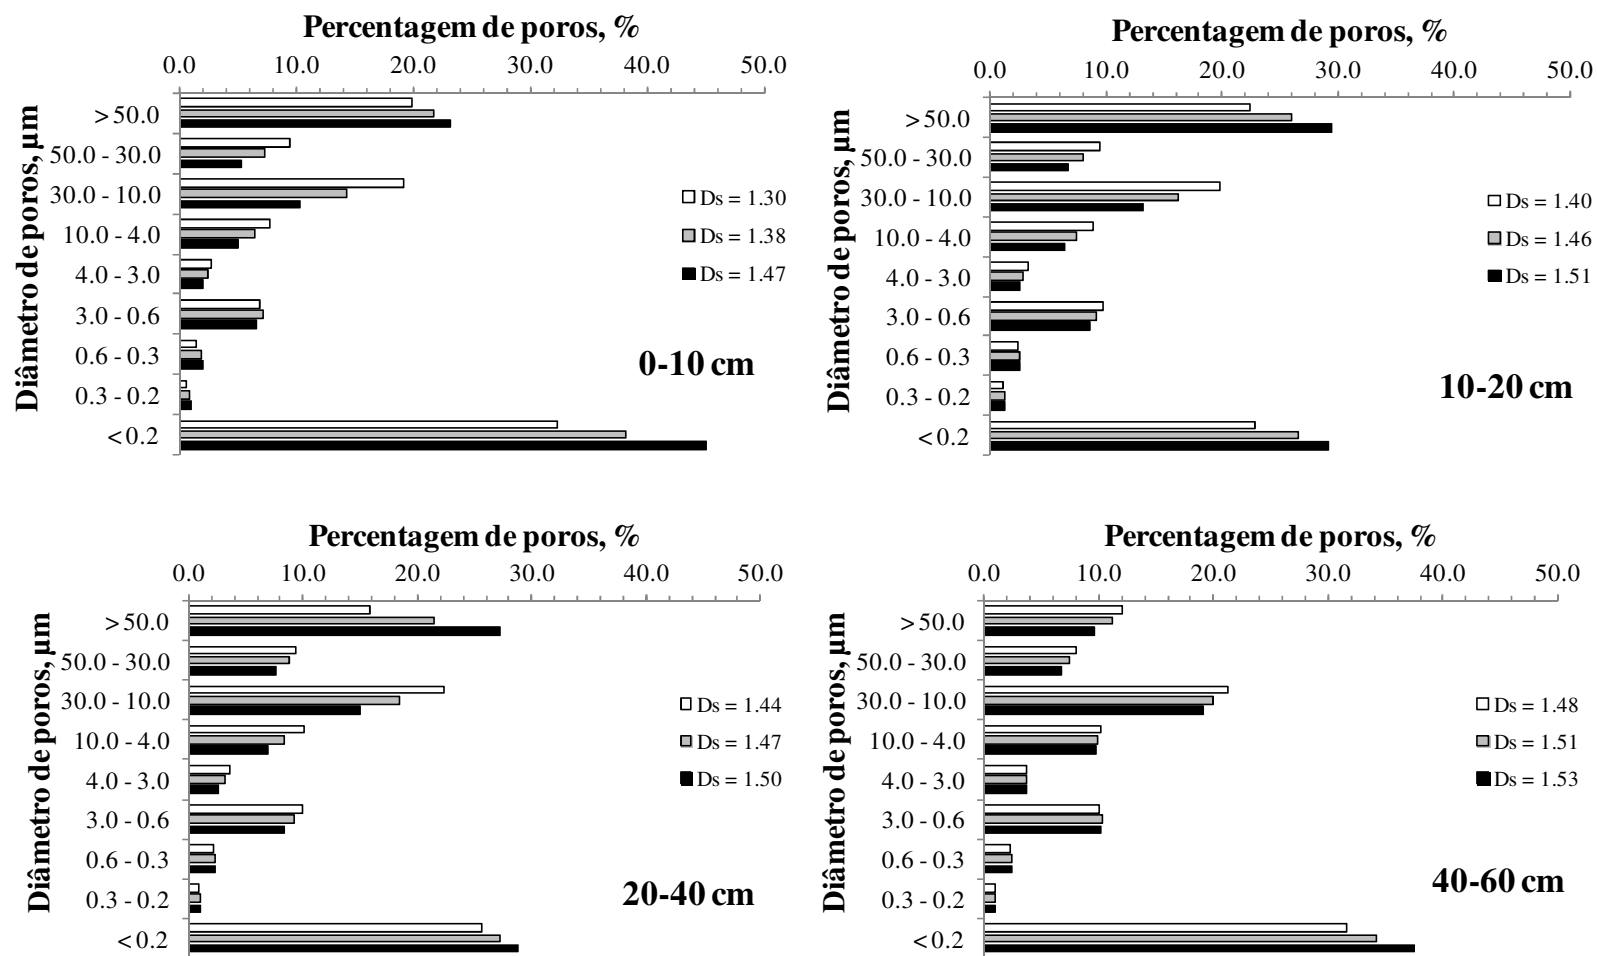 Percentagem de poros, %
0.0 10.0 20.0 30.0 40.0 50.0
Diâmetro de poros, µm
> 50.0
50.0 - 30.0
30.0 - 10.0
10.0 - 4.0
4.0 - 3.0
3.0 - 0.6
0.6 - 0.3
0.3 - 0.2
< 0.2
Ds = 1.30
Ds = 1.38
Ds = 1.47
0-10 cm
Percentagem de poros, %
0.0 10.0 20.0 30.0 40.0 50.0
Diâmetro de poros, µm
> 50.0
50.0 - 30.0
30.0 - 10.0
10.0 - 4.0
4.0 - 3.0
3.0 - 0.6
0.6 - 0.3
0.3 - 0.2
< 0.2
Ds = 1.40
Ds = 1.46
Ds = 1.51
10-20 cm
Percentagem de poros, %
0.0 10.0 20.0 30.0 40.0 50.0
Diâmetro de poros, µm
> 50.0
50.0 - 30.0
30.0 - 10.0
10.0 - 4.0
4.0 - 3.0
3.0 - 0.6
0.6 - 0.3
0.3 - 0.2
< 0.2
Ds = 1.44
Ds = 1.47
Ds = 1.50
20-40 cm
Percentagem de poros, %
0.0 10.0 20.0 30.0 40.0 50.0
Diâmetro de poros, µm
> 50.0
50.0 - 30.0
30.0 - 10.0
10.0 - 4.0
4.0 - 3.0
3.0 - 0.6
0.6 - 0.3
0.3 - 0.2
< 0.2
Ds = 1.48
Ds = 1.51
Ds = 1.53
40-60 cm